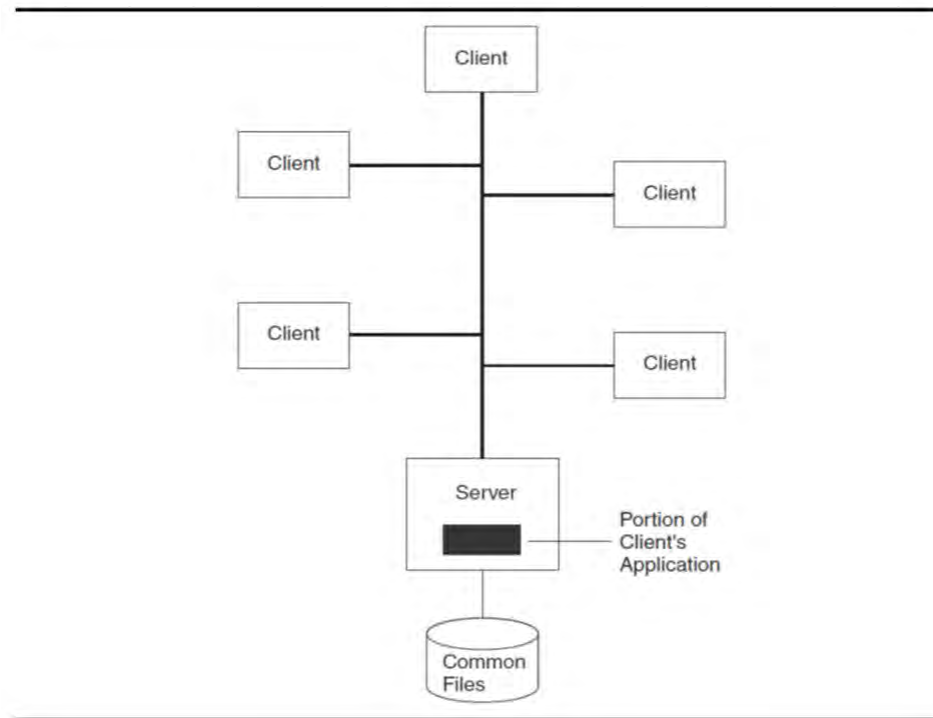 Client
Client
Client
Client
Client
Server
Portion of
Client's
Application
Common
Files